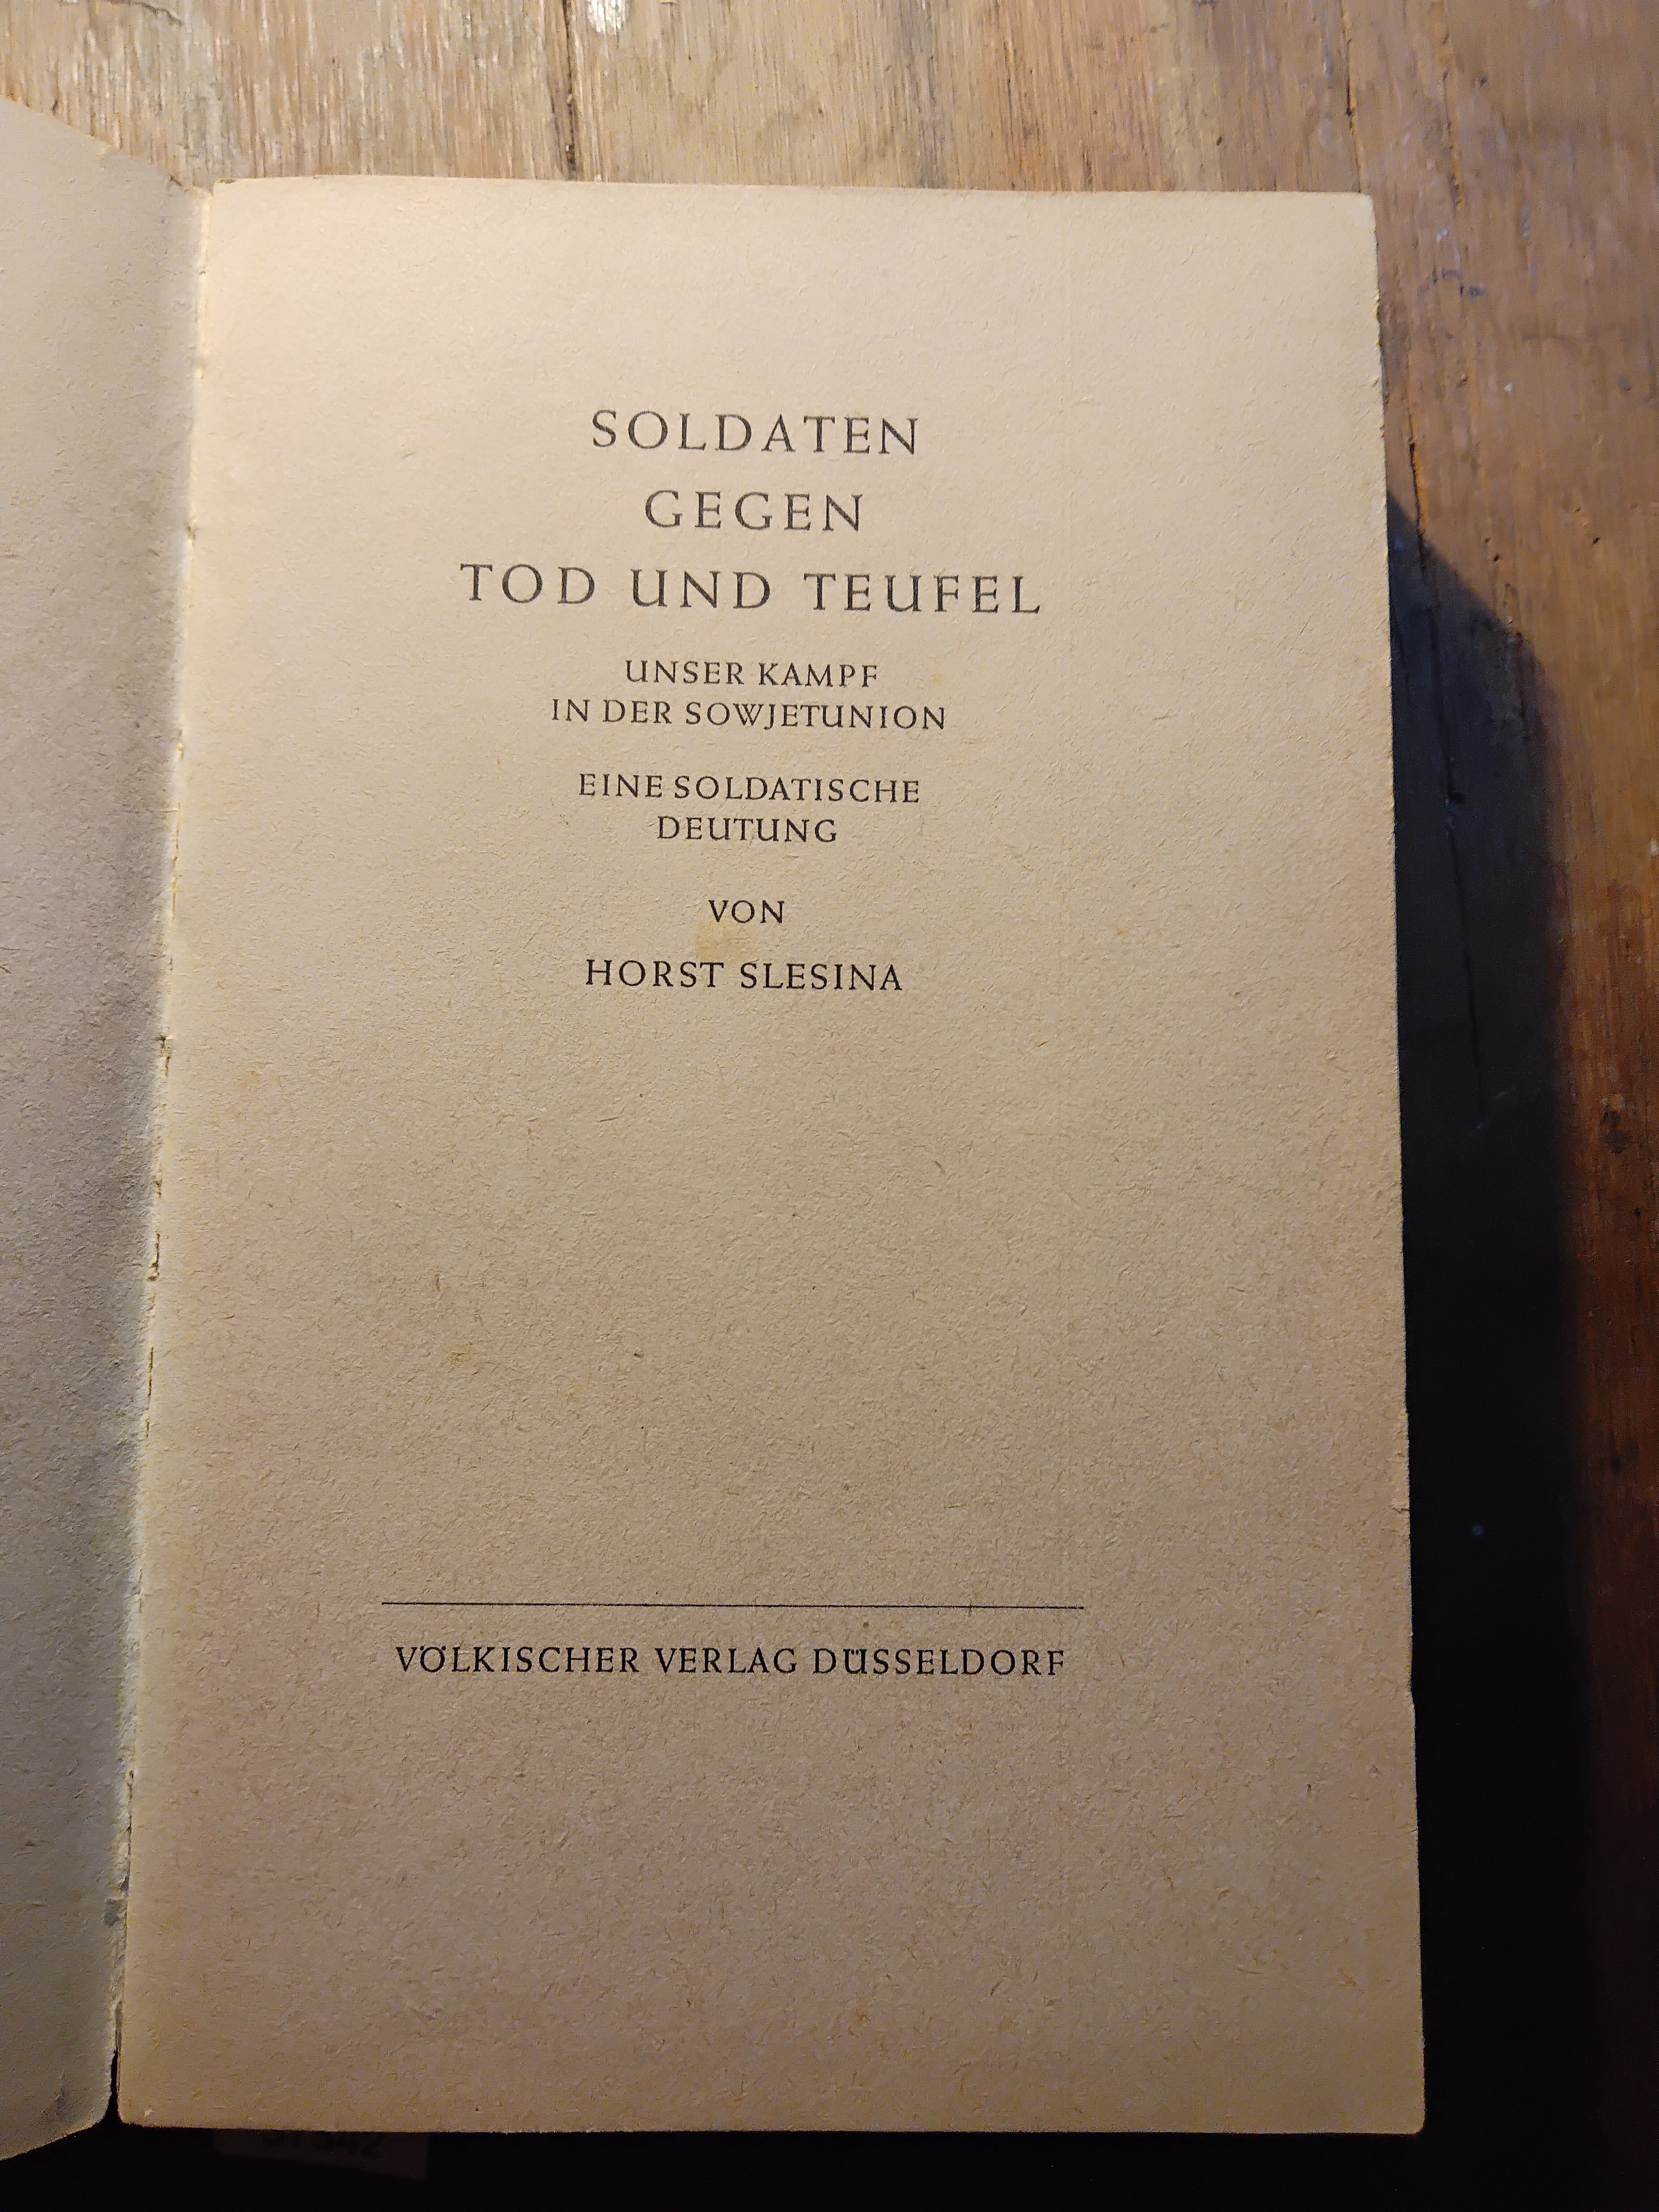 SOLDATEN
GEGEN
TOD UND TEUFEL
UNSER KAMPF
IN DER SOWJETUNION
EINE SOLDATISCHE
DEUTUNG
VON
HORST SLESINA
VÖLKISCHER VERLAG DÜSSELDORF